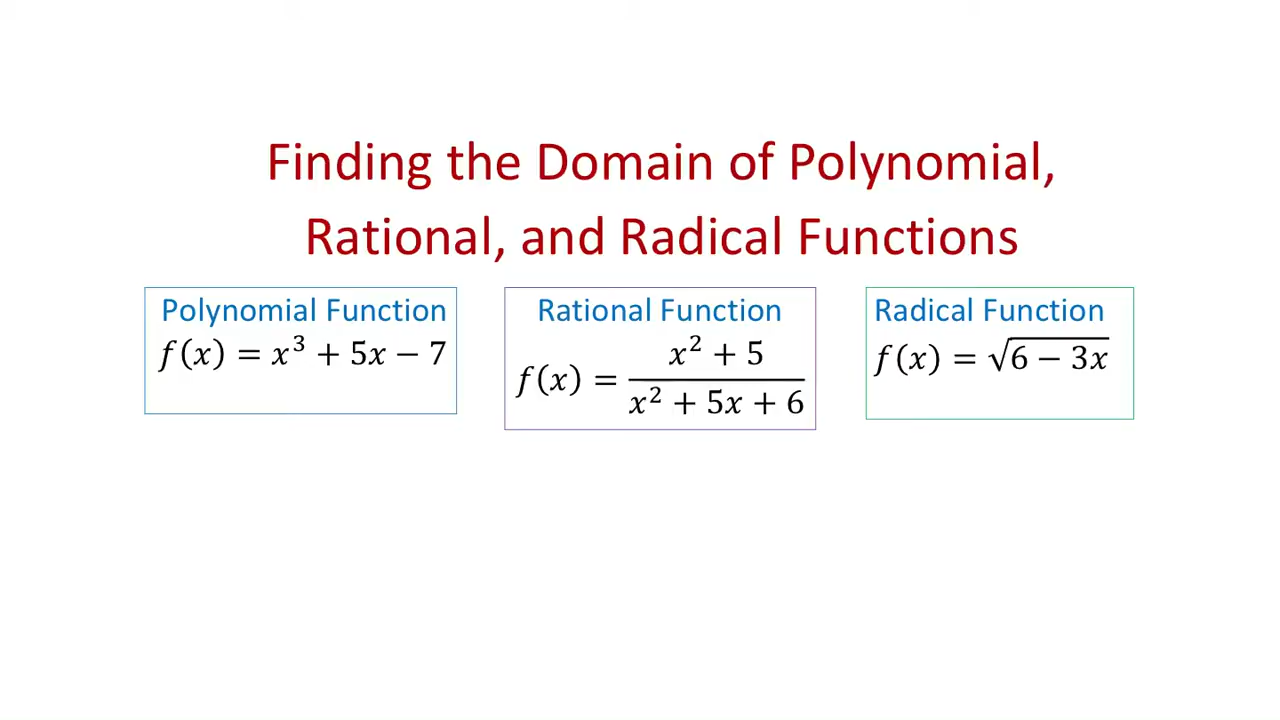 Finding the Domain of Polynomial,
Rational, and Radical Functions
Polynomial Function
f(x) = x³ + 5x − 7
Rational Function
f(x) = (x² + 5) / (x² + 5x + 6)
Radical Function
f(x) = √(6 − 3x)